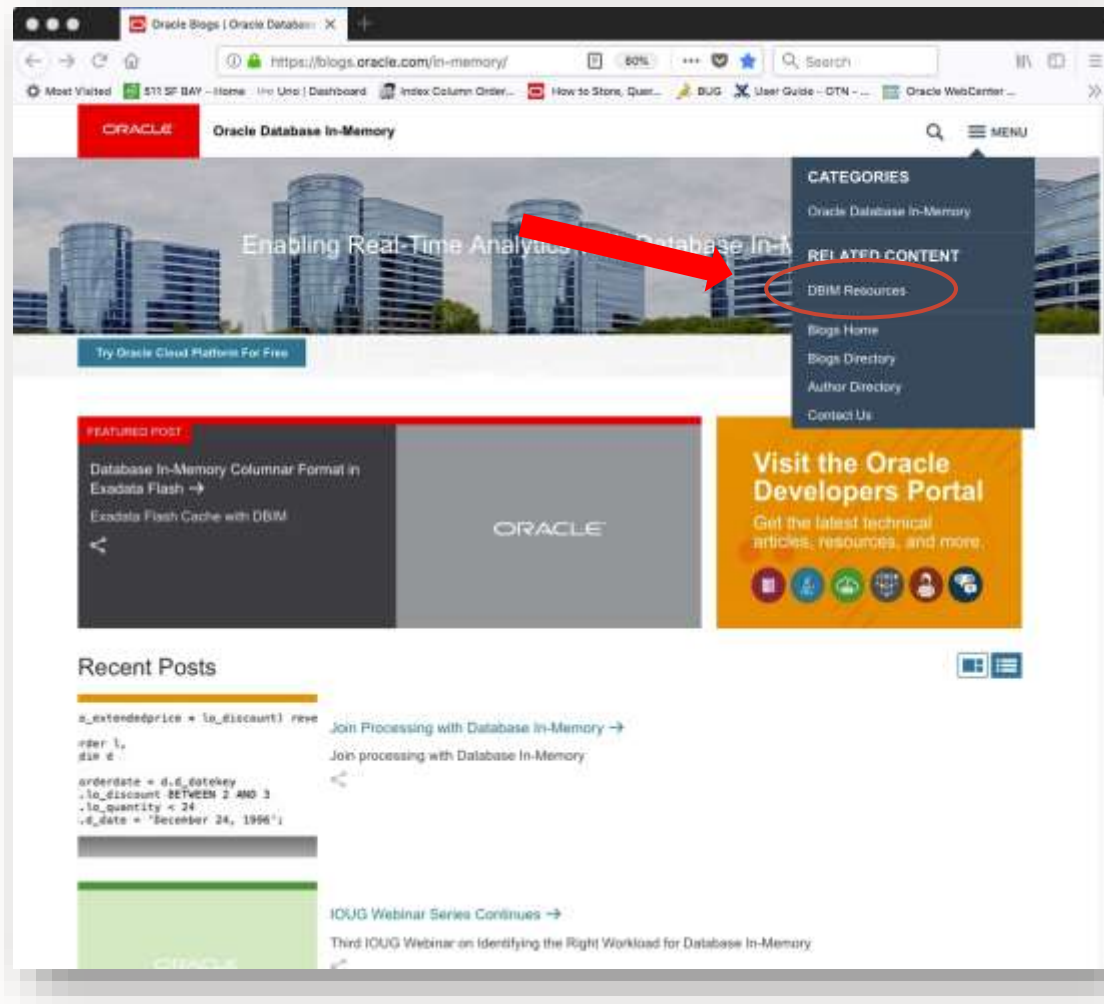 Oracle Blogs | Oracle Databas
https://blogs.oracle.com/in-memory/
80%
Search
Most Visited
511 SF BAY - Home
Uno | Dashboard
Index Column Order...
How to Store, Quer...
BUG
User Guide - OTN - ...
Oracle WebCenter ...
ORACLE
Oracle Database In-Memory
MENU
CATEGORIES
Oracle Database In-Memory
RELATED CONTENT
DBIM Resources
Blogs Home
Blogs Directory
Author Directory
Contact Us
Enabling Real-Time Analytics Database In-M
Try Oracle Cloud Platform For Free
FEATURED POST
Database In-Memory Columnar Format in
Exadata Flash →
Exadata Flash Cache with DBIM
ORACLE
Visit the Oracle
Developers Portal
Get the latest technical
articles, resources, and more.
Recent Posts
o_extendedprice * lo_discount) reve
rder l,
dim d
orderdate = d.d_datekey
.lo_discount BETWEEN 2 AND 3
.lo_quantity < 24
.d_date = 'December 24, 1996';
Join Processing with Database In-Memory →
Join processing with Database In-Memory
IOUG Webinar Series Continues →
Third IOUG Webinar on Identifying the Right Workload for Database In-Memory